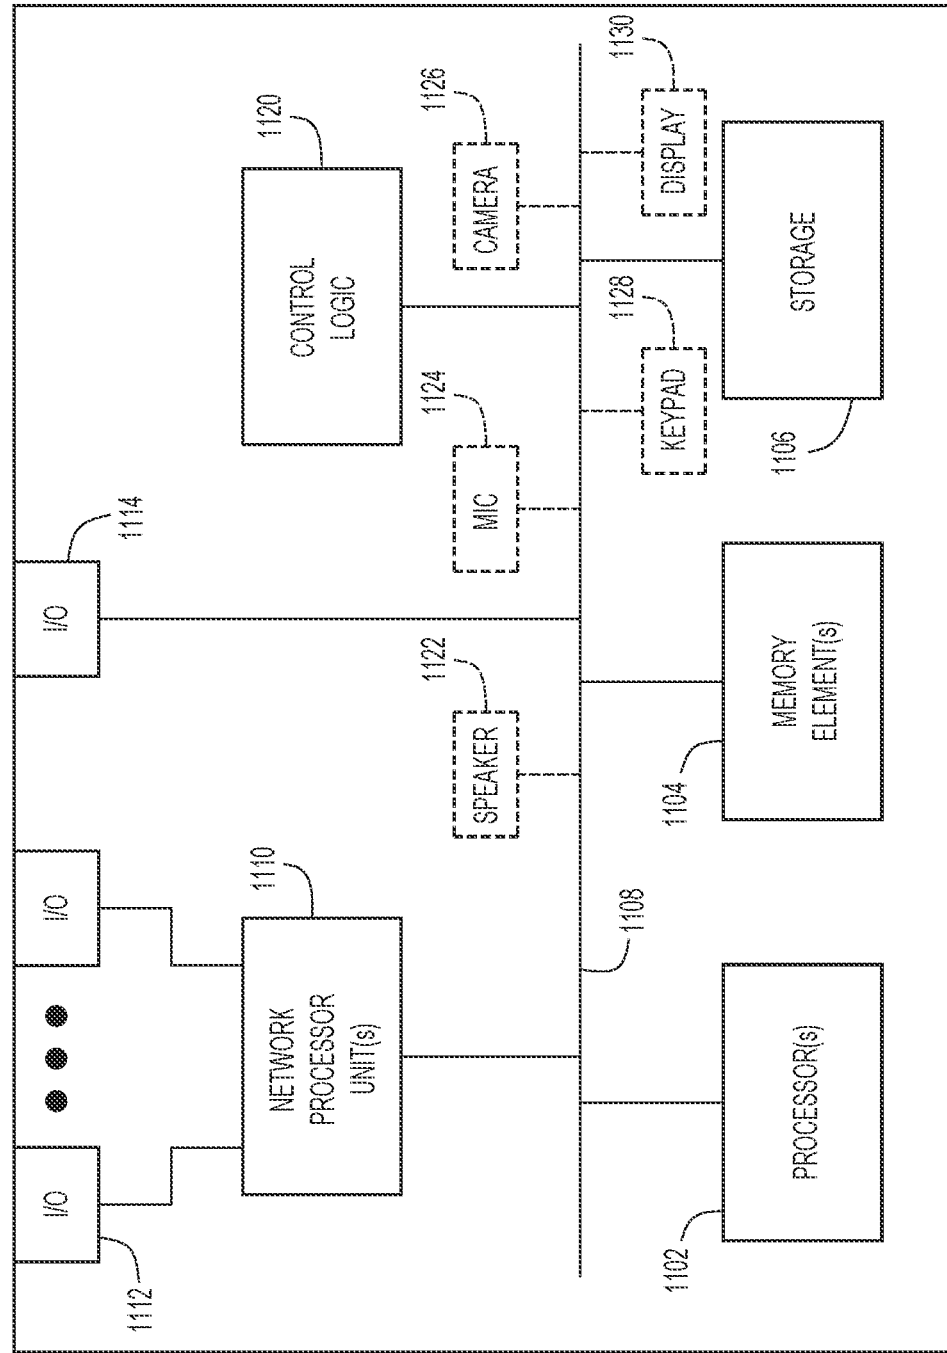 I/O
I/O
I/O
1112
1114
1110
NETWORK
PROCESSOR
UNIT(s)
1120
CONTROL
LOGIC
1122
SPEAKER
1124
MIC
1126
CAMERA
1108
1128
KEYPAD
1130
DISPLAY
1102
PROCESSOR(s)
1104
MEMORY
ELEMENT(s)
1106
STORAGE